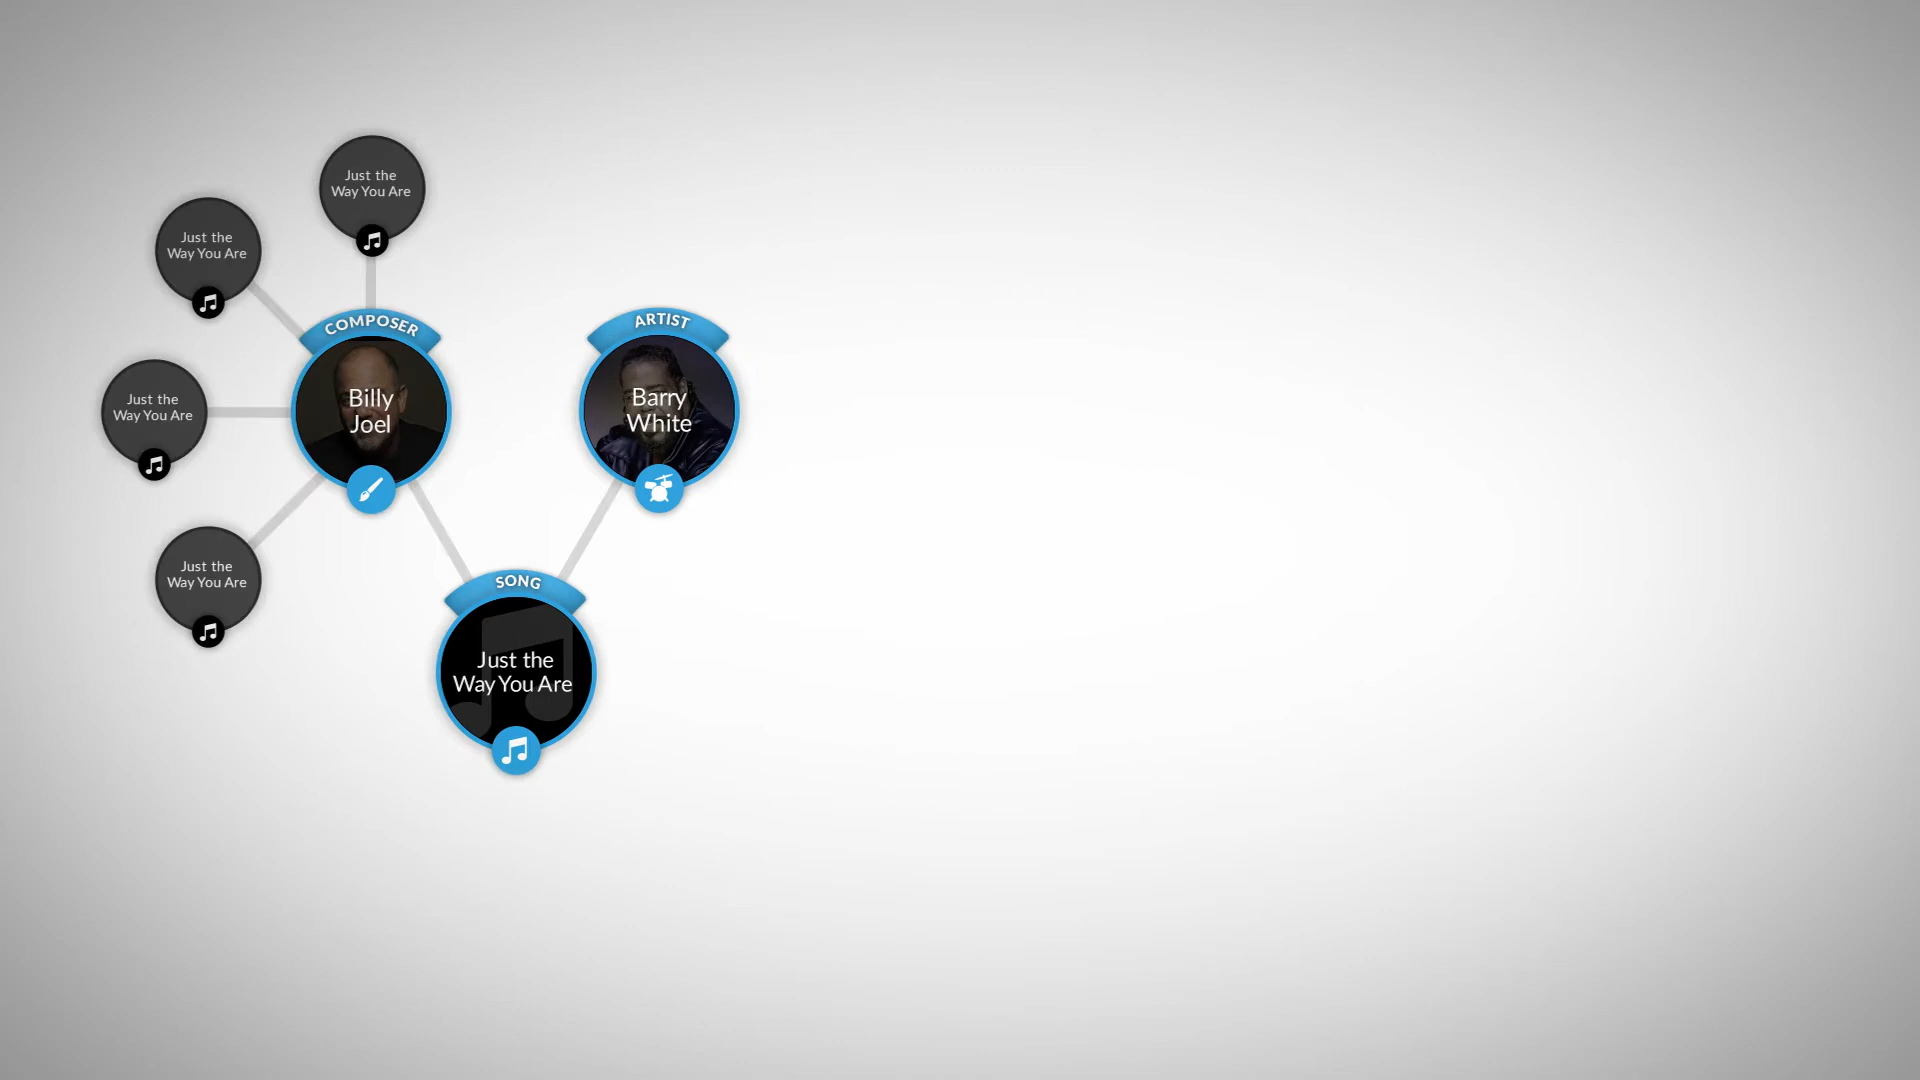 Just the
Way You Are
Just the
Way You Are
COMPOSER
ARTIST
Just the
Way You Are
Billy
Joel
Barry
White
Just the
Way You Are
SONG
Just the
Way You Are